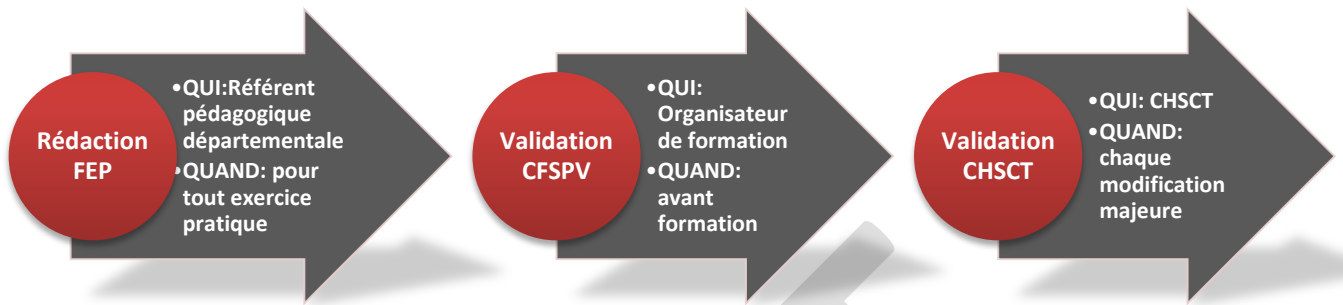 Rédaction
FEP
•QUI:Référent
pédagogique
départementale
•QUAND: pour
tout exercice
pratique
Validation
CFSPV
•QUI:
Organisateur
de formation
•QUAND:
avant
formation
Validation
CHSCT
•QUI: CHSCT
•QUAND:
chaque
modification
majeure